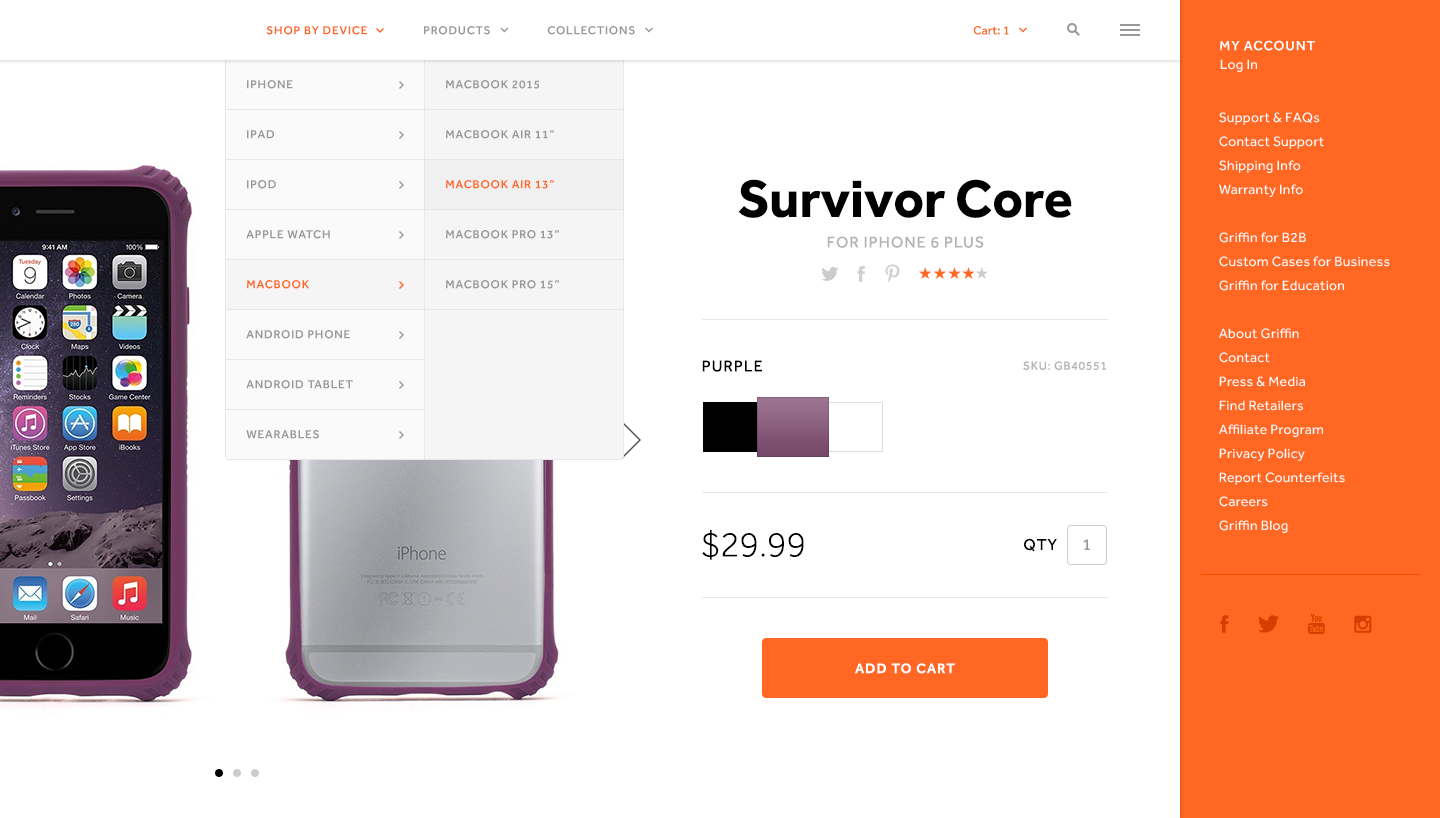 SHOP BY DEVICE
PRODUCTS
COLLECTIONS
Cart: 1
IPHONE
IPAD
IPOD
APPLE WATCH
MACBOOK
ANDROID PHONE
ANDROID TABLET
WEARABLES
MACBOOK 2015
MACBOOK AIR 11"
MACBOOK AIR 13"
MACBOOK PRO 13"
MACBOOK PRO 15"
9:41 AM
100%
Tuesday
9
Calendar
Photos
Camera
Clock
280
Maps
Videos
Reminders
Stocks
Game Center
iTunes Store
App Store
iBooks
Passbook
Settings
Mail
Safari
Music
iPhone
Survivor Core
FOR IPHONE 6 PLUS
PURPLE
SKU: GB40551
$29.99
QTY
1
ADD TO CART
MY ACCOUNT
Log In
Support & FAQs
Contact Support
Shipping Info
Warranty Info
Griffin for B2B
Custom Cases for Business
Griffin for Education
About Griffin
Contact
Press & Media
Find Retailers
Affiliate Program
Privacy Policy
Report Counterfeits
Careers
Griffin Blog
You
Tube